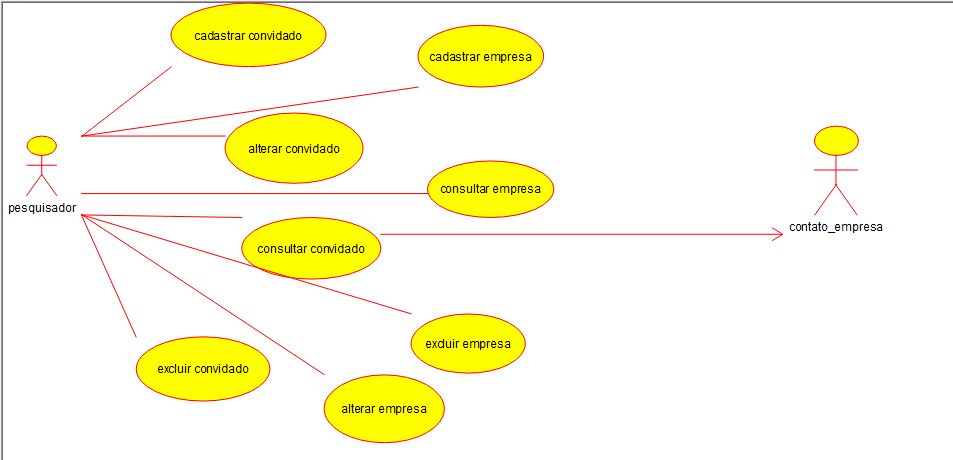 cadastrar convidado
cadastrar empresa
alterar convidado
consultar empresa
pesquisador
contato_empresa
consultar convidado
excluir empresa
excluir convidado
alterar empresa